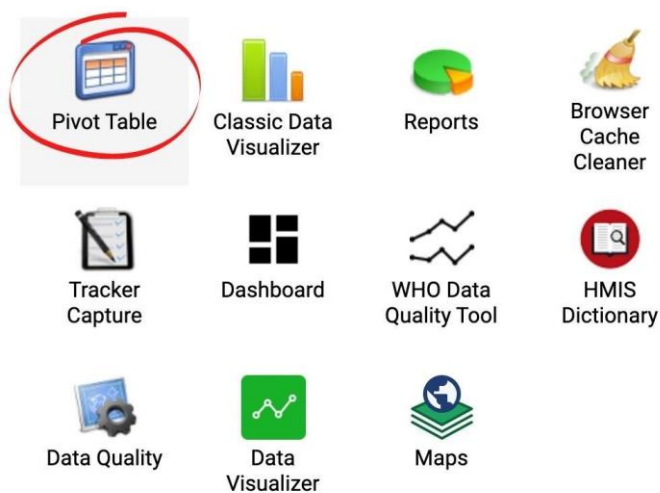 Pivot Table
Classic Data
Visualizer
Reports
Browser
Cache
Cleaner
Tracker
Capture
Dashboard
WHO Data
Quality Tool
HMIS
Dictionary
Data Quality
Data
Visualizer
Maps